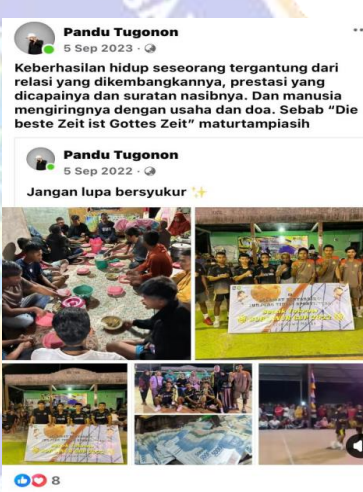 Pandu Tugonon
5 Sep 2023 ·
Keberhasilan hidup seseorang tergantung dari
relasi yang dikembangkannya, prestasi yang
dicapainya dan suratan nasibnya. Dan manusia
mengiringnya dengan usaha dan doa. Sebab “Die
beste Zeit ist Gottes Zeit” maturtampiasih
Pandu Tugonon
5 Sep 2022 ·
Jangan lupa bersyukur ✨
8